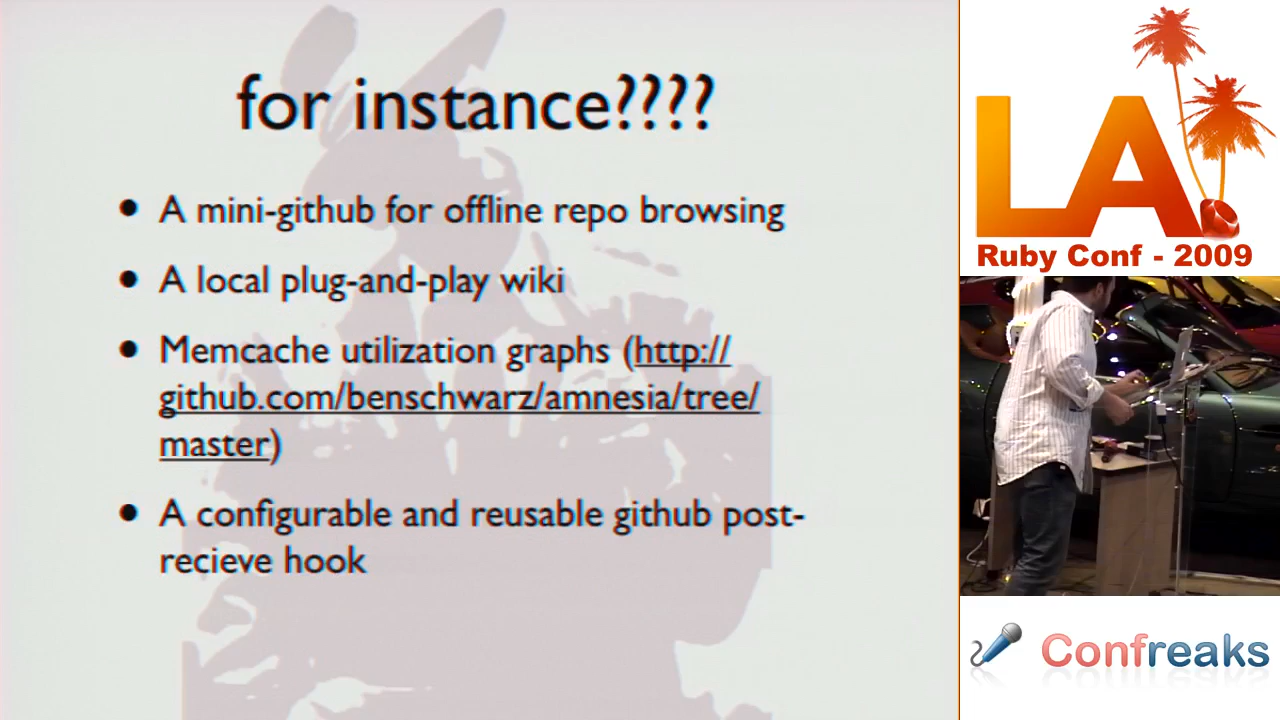 for instance????
• A mini-github for offline repo browsing
• A local plug-and-play wiki
• Memcache utilization graphs (http://
github.com/benschwarz/amnesia/tree/
master)
• A configurable and reusable github post-
recieve hook
LA
Ruby Conf - 2009
Confreaks